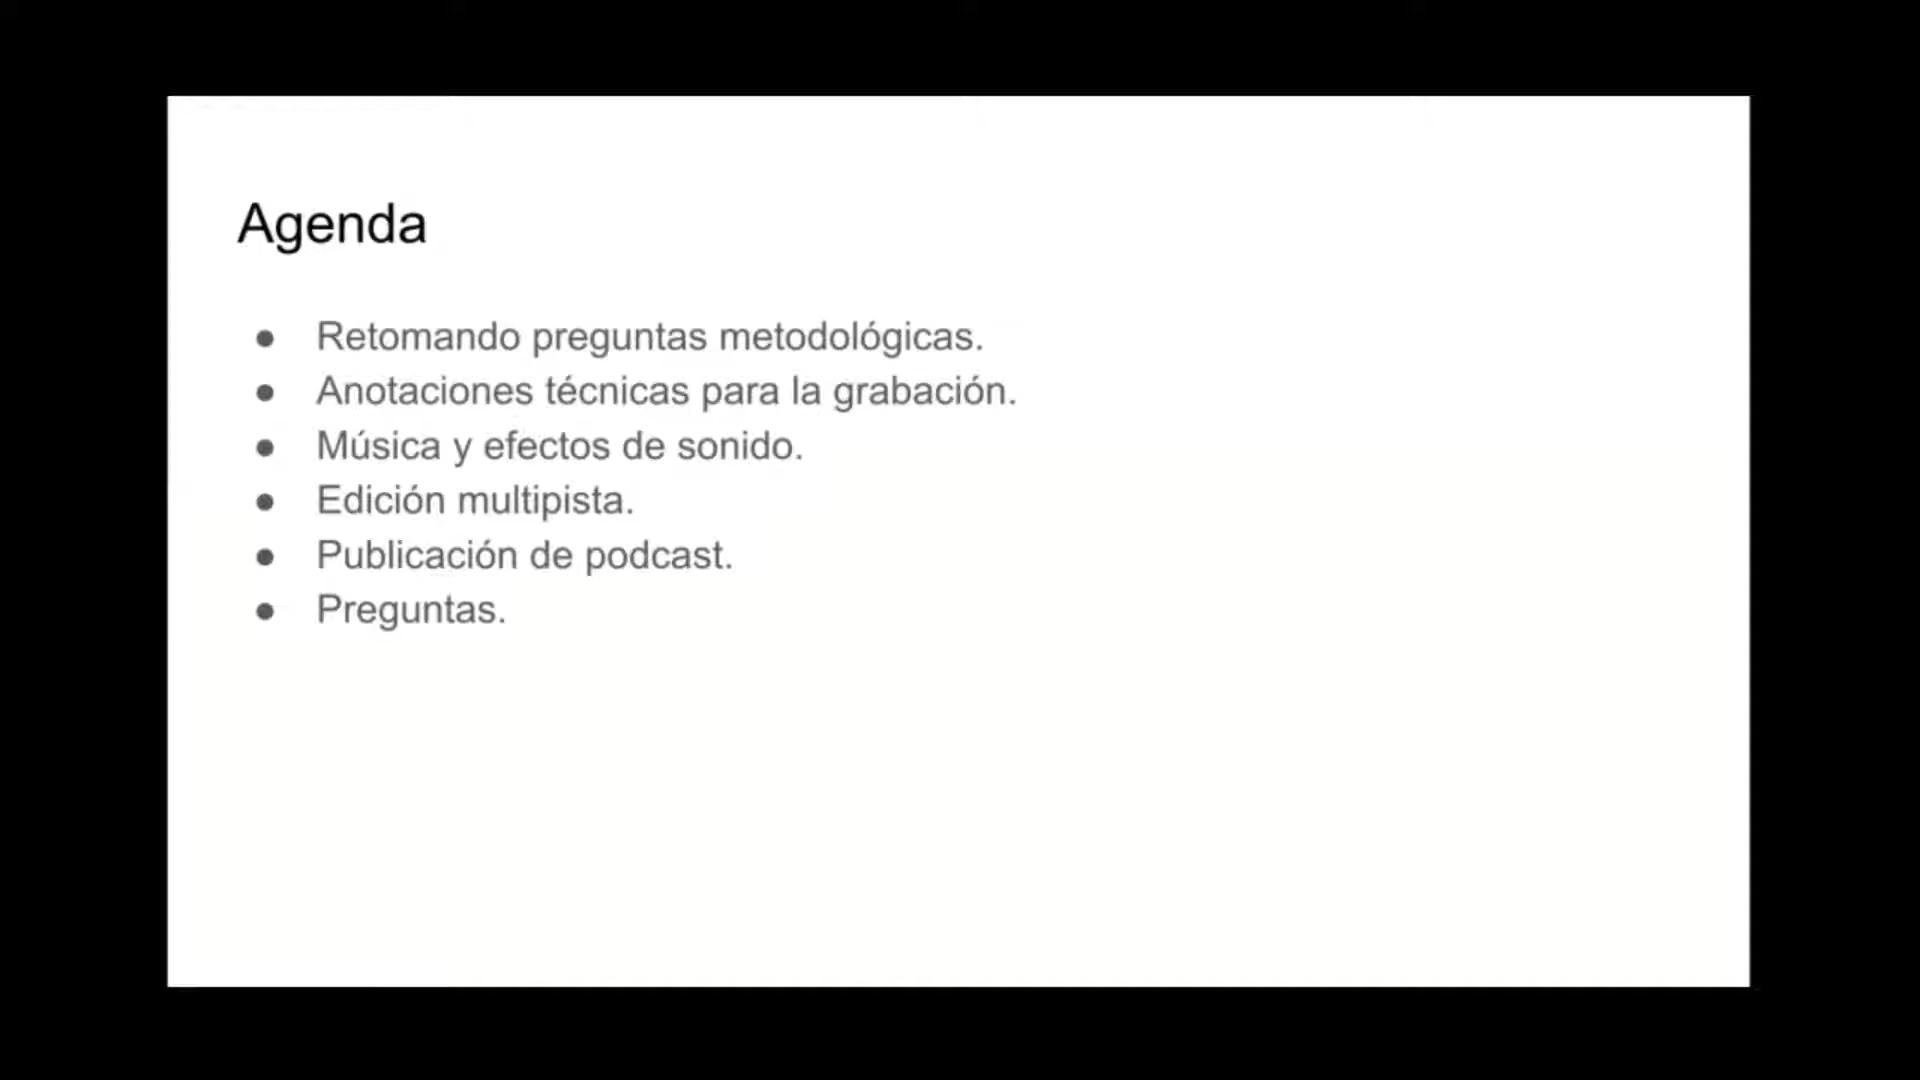 Agenda
● Retomando preguntas metodológicas.
● Anotaciones técnicas para la grabación.
● Música y efectos de sonido.
● Edición multipista.
● Publicación de podcast.
● Preguntas.